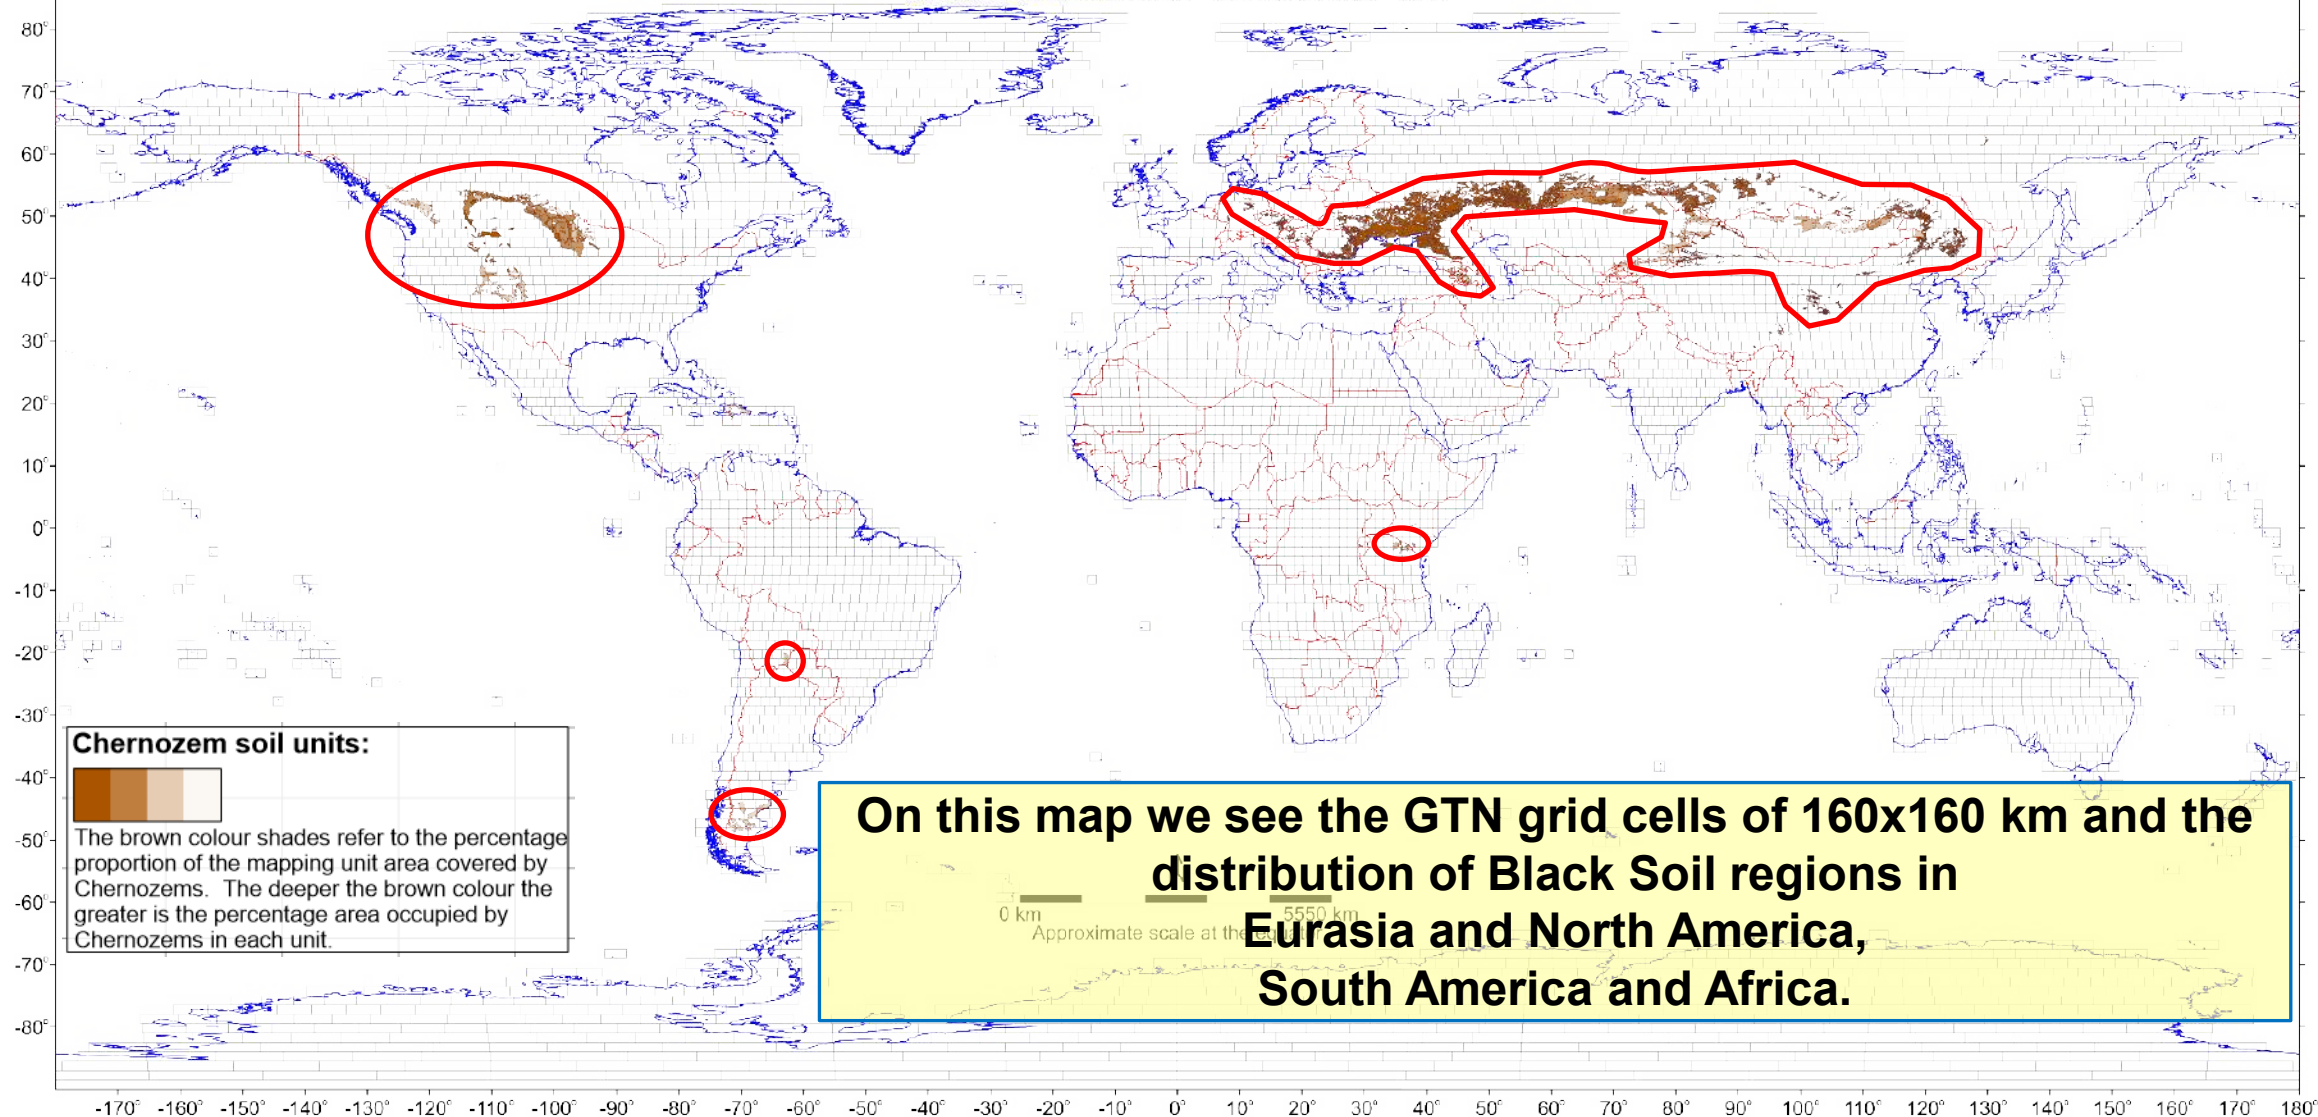 80°
70°
60°
50°
40°
30°
20°
10°
0°
-10°
-20°
-30°
-40°
-50°
-60°
-70°
-80°
Chernozem soil units:
The brown colour shades refer to the percentage
proportion of the mapping unit area covered by
Chernozems. The deeper the brown colour the
greater is the percentage area occupied by
Chernozems in each unit.
On this map we see the GTN grid cells of 160x160 km and the
distribution of Black Soil regions in
Eurasia and North America,
South America and Africa.
0 km 5550 km
Approximate scale at the equator
-170° -160° -150° -140° -130° -120° -110° -100° -90° -80° -70° -60° -50° -40° -30° -20° -10° 0° 10° 20° 30° 40° 50° 60° 70° 80° 90° 100° 110° 120° 130° 140° 150° 160° 170° 180°